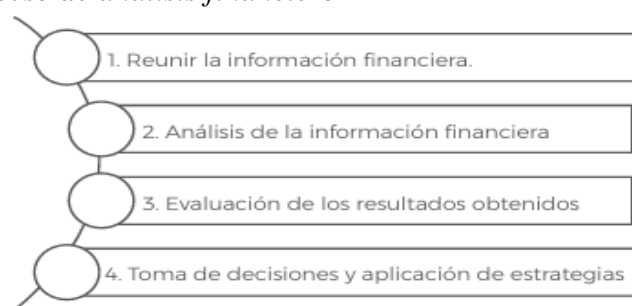 1. Reunir la información financiera.
2. Análisis de la información financiera
3. Evaluación de los resultados obtenidos
4. Toma de decisiones y aplicación de estrategias